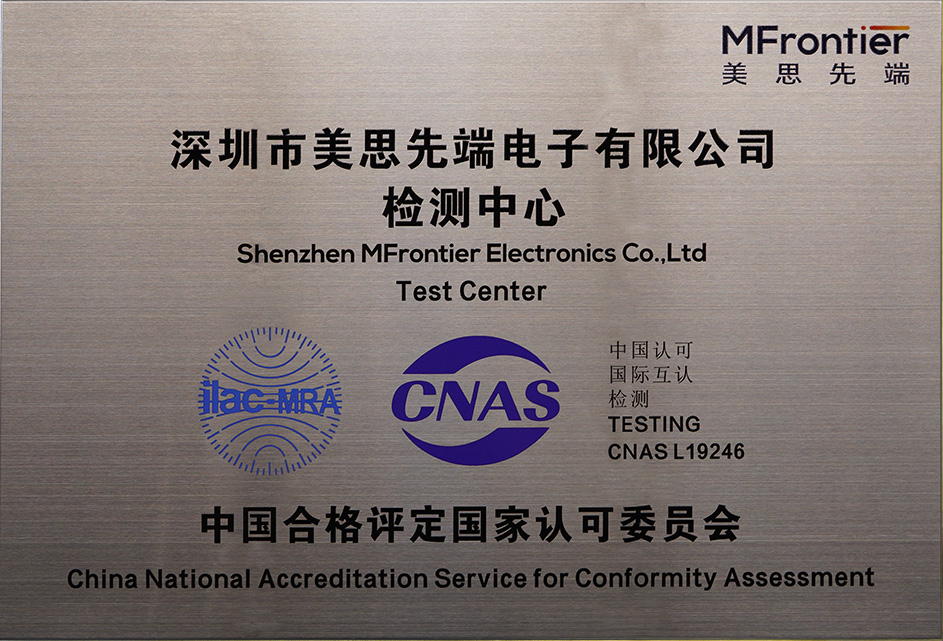 MFrontier
美思先端
深圳市美思先端电子有限公司
检测中心
Shenzhen MFrontier Electronics Co.,Ltd
Test Center
ilac-MRA
CNAS
中国认可
国际互认
检测
TESTING
CNAS L19246
中国合格评定国家认可委员会
China National Accreditation Service for Conformity Assessment